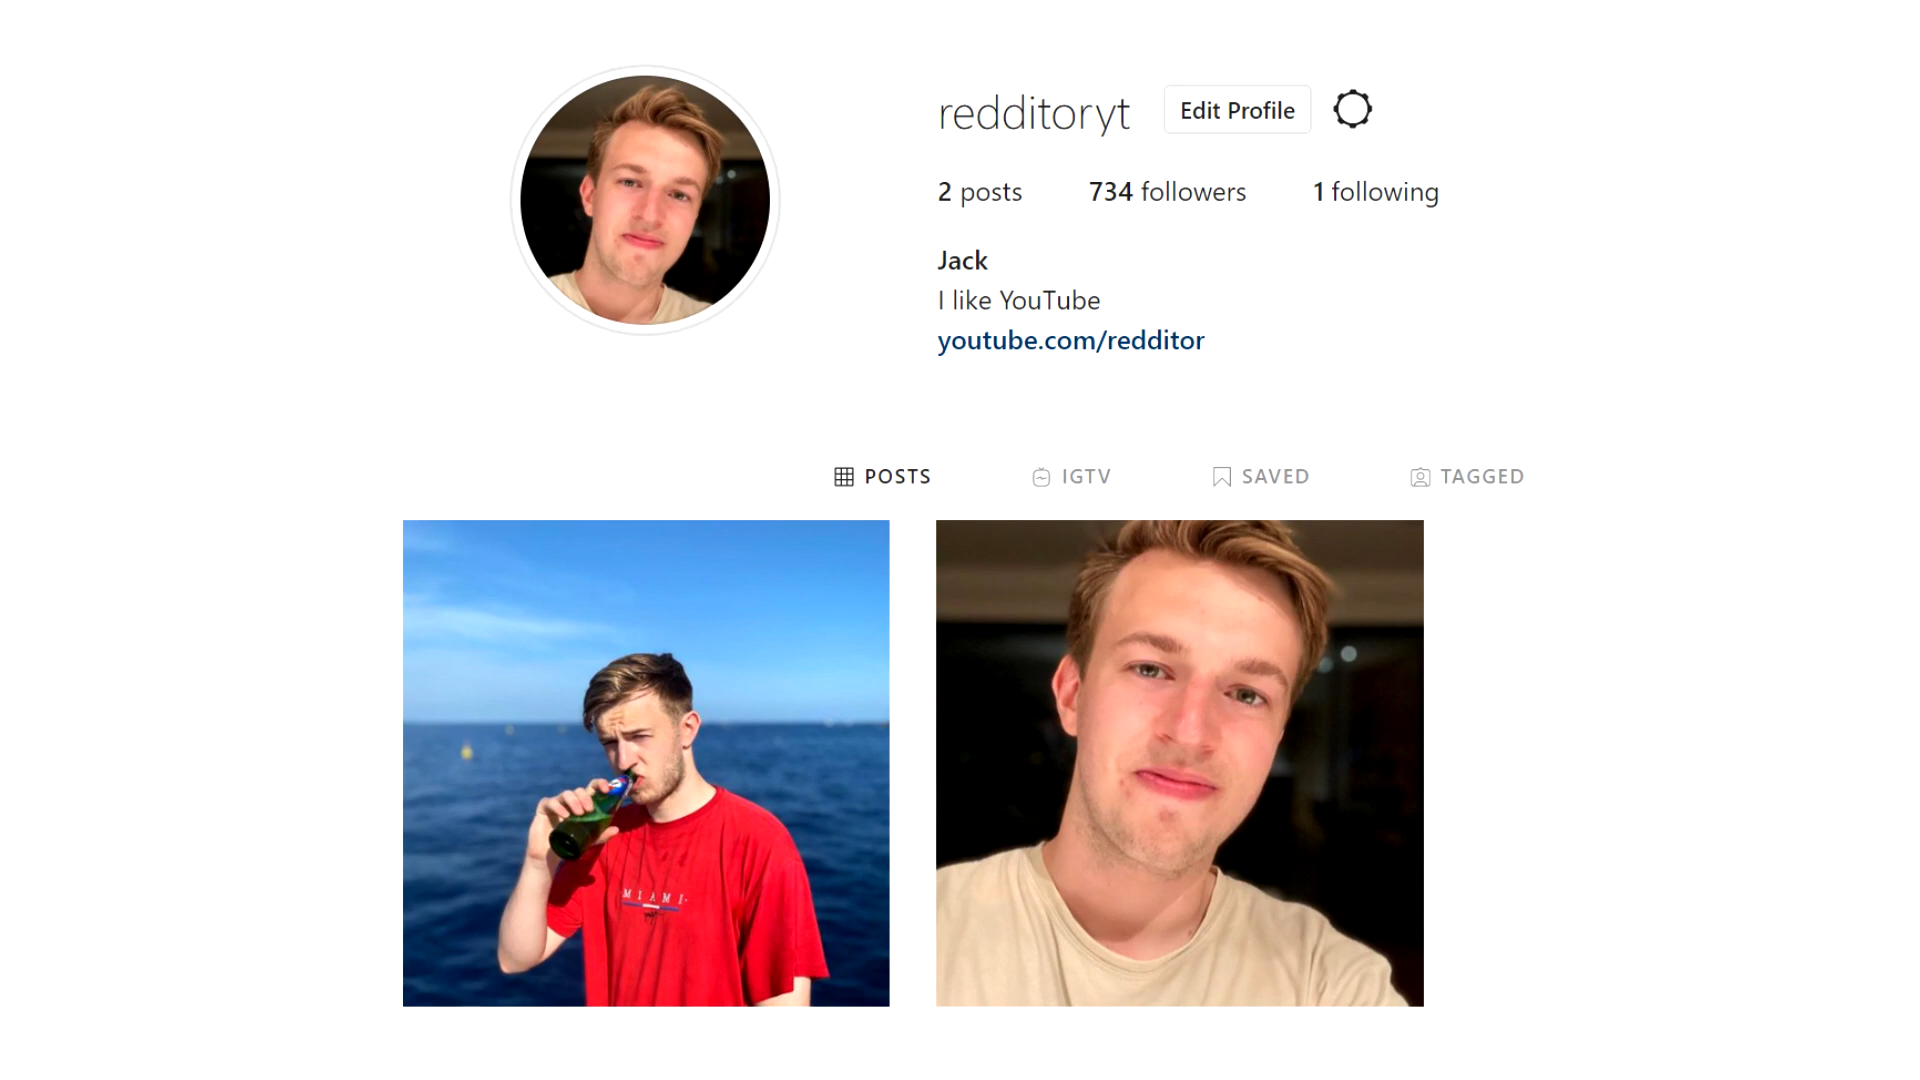 redditoryt Edit Profile
2 posts 734 followers 1 following
Jack
I like YouTube
youtube.com/redditor
POSTS IGTV SAVED TAGGED
MIAMI